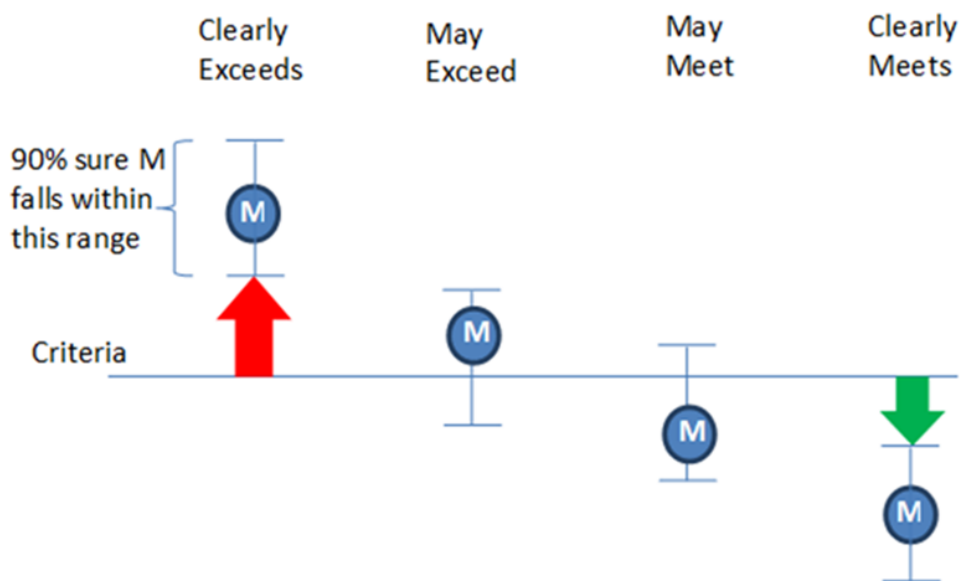 Clearly
Exceeds
May
Exceed
May
Meet
Clearly
Meets
90% sure M
falls within
this range
M
M
Criteria
M
M